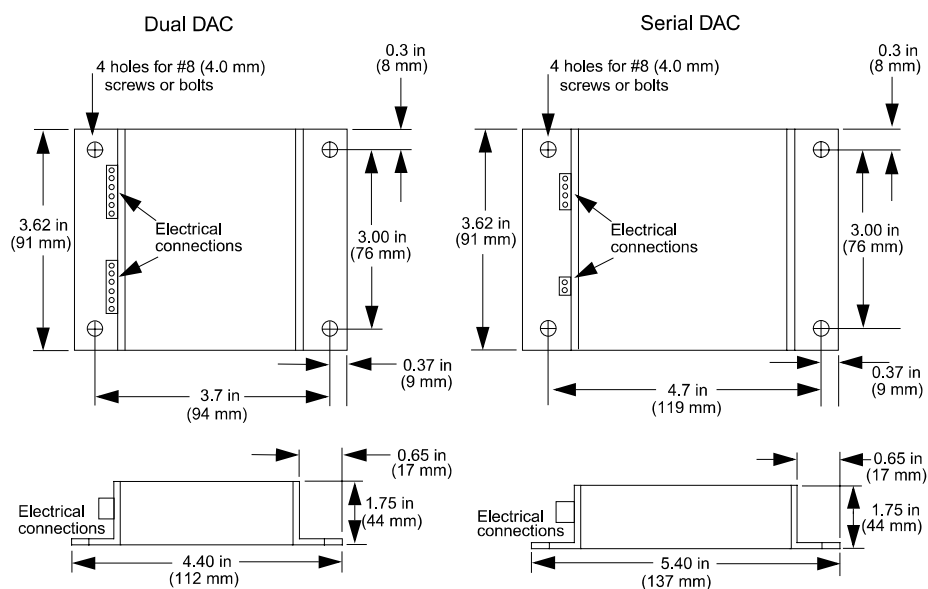 Dual DAC
4 holes for #8 (4.0 mm)
screws or bolts
0.3 in
(8 mm)
3.62 in
(91 mm)
Electrical
connections
3.00 in
(76 mm)
0.37 in
(9 mm)
3.7 in
(94 mm)
0.65 in
(17 mm)
Electrical
connections
1.75 in
(44 mm)
4.40 in
(112 mm)
Serial DAC
4 holes for #8 (4.0 mm)
screws or bolts
0.3 in
(8 mm)
3.62 in
(91 mm)
Electrical
connections
3.00 in
(76 mm)
0.37 in
(9 mm)
4.7 in
(119 mm)
0.65 in
(17 mm)
Electrical
connections
1.75 in
(44 mm)
5.40 in
(137 mm)